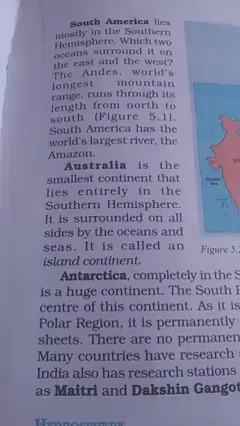 South America lies
mostly in the Southern
Hemisphere. Which two
oceans surround it on
the east and the west?
The Andes, world's
longest mountain
range, runs through its
length from north to
south (Figure 5.1).
South America has the
world's largest river, the
Amazon.
Australia is the
smallest continent that
lies entirely in the
Southern Hemisphere.
It is surrounded on all
sides by the oceans and
seas. It is called an
island continent.
Figure 5.
Antarctica, completely in the S
is a huge continent. The South
centre of this continent. As it is
Polar Region, it is permanently
sheets. There are no permanen
Many countries have research
India also has research stations
as Maitri and Dakshin Gangot
HYDROSPHERE